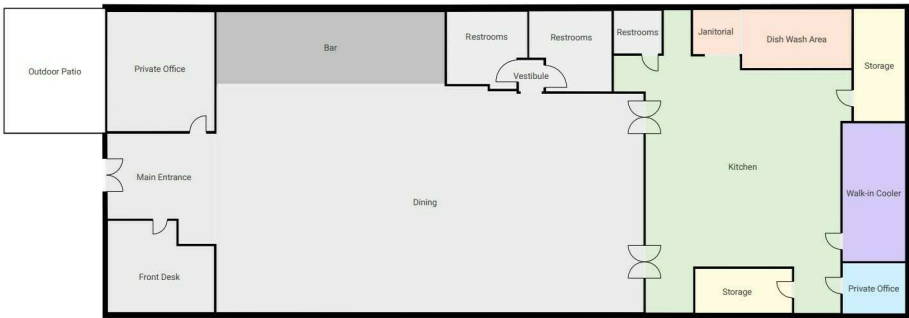 Outdoor Patio
Private Office
Bar
Restrooms
Restrooms
Vestibule
Restrooms
Janitorial
Dish Wash Area
Storage
Main Entrance
Dining
Kitchen
Walk-in Cooler
Front Desk
Storage
Private Office